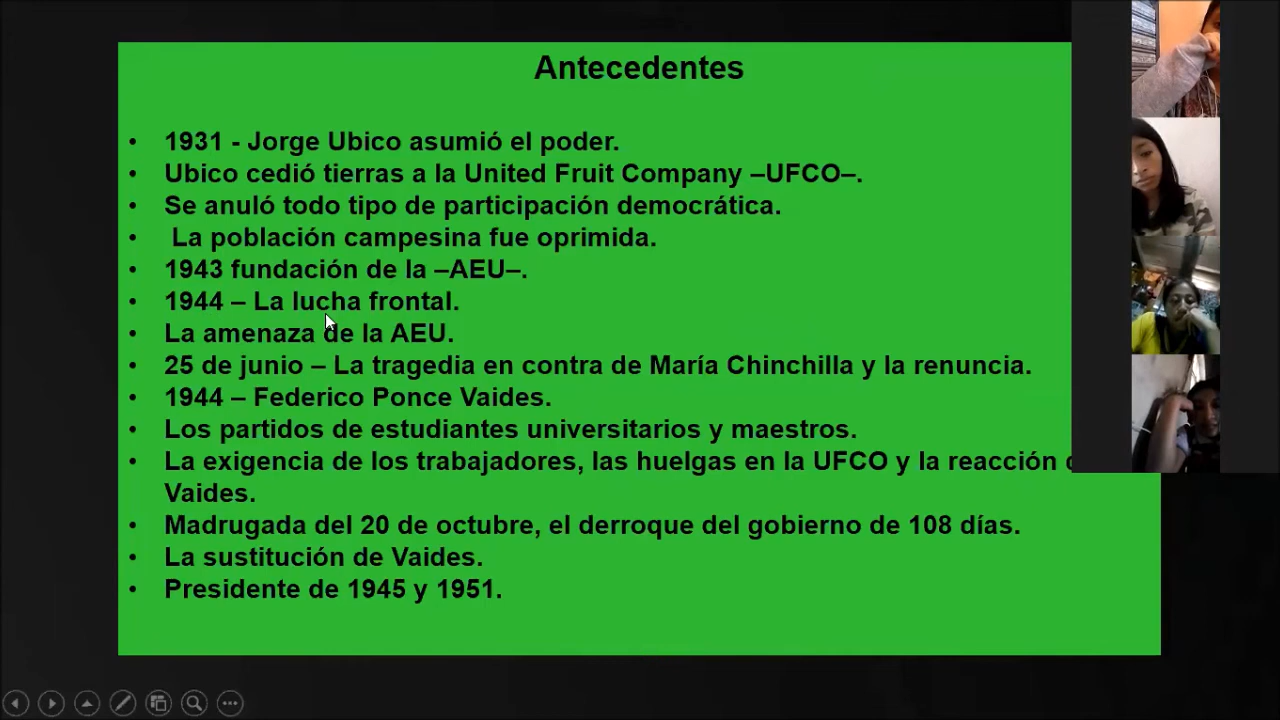 Antecedentes
• 1931 - Jorge Ubico asumió el poder.
• Ubico cedió tierras a la United Fruit Company –UFCO–.
• Se anuló todo tipo de participación democrática.
• La población campesina fue oprimida.
• 1943 fundación de la –AEU–.
• 1944 – La lucha frontal.
• La amenaza de la AEU.
• 25 de junio – La tragedia en contra de María Chinchilla y la renuncia.
• 1944 – Federico Ponce Vaides.
• Los partidos de estudiantes universitarios y maestros.
• La exigencia de los trabajadores, las huelgas en la UFCO y la reacción
Vaides.
• Madrugada del 20 de octubre, el derroque del gobierno de 108 días.
• La sustitución de Vaides.
• Presidente de 1945 y 1951.